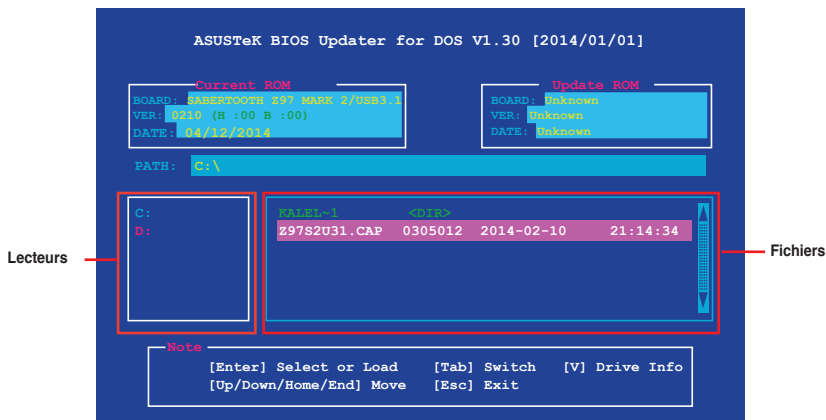 ASUSTeK BIOS Updater for DOS V1.30 [2014/01/01]
Current ROM
BOARD: SABERTOOTH Z97 MARK 2/USB3.1
VER: 0210 (H :00 B :00)
DATE: 04/12/2014
Update ROM
BOARD: Unknown
VER: Unknown
DATE: Unknown
PATH: C:\
Lecteurs
C:
D:
KALEL~1 <DIR>
Z97S2U31.CAP 0305012 2014-02-10 21:14:34
Fichiers
Note
[Enter] Select or Load [Tab] Switch [V] Drive Info
[Up/Down/Home/End] Move [Esc] Exit